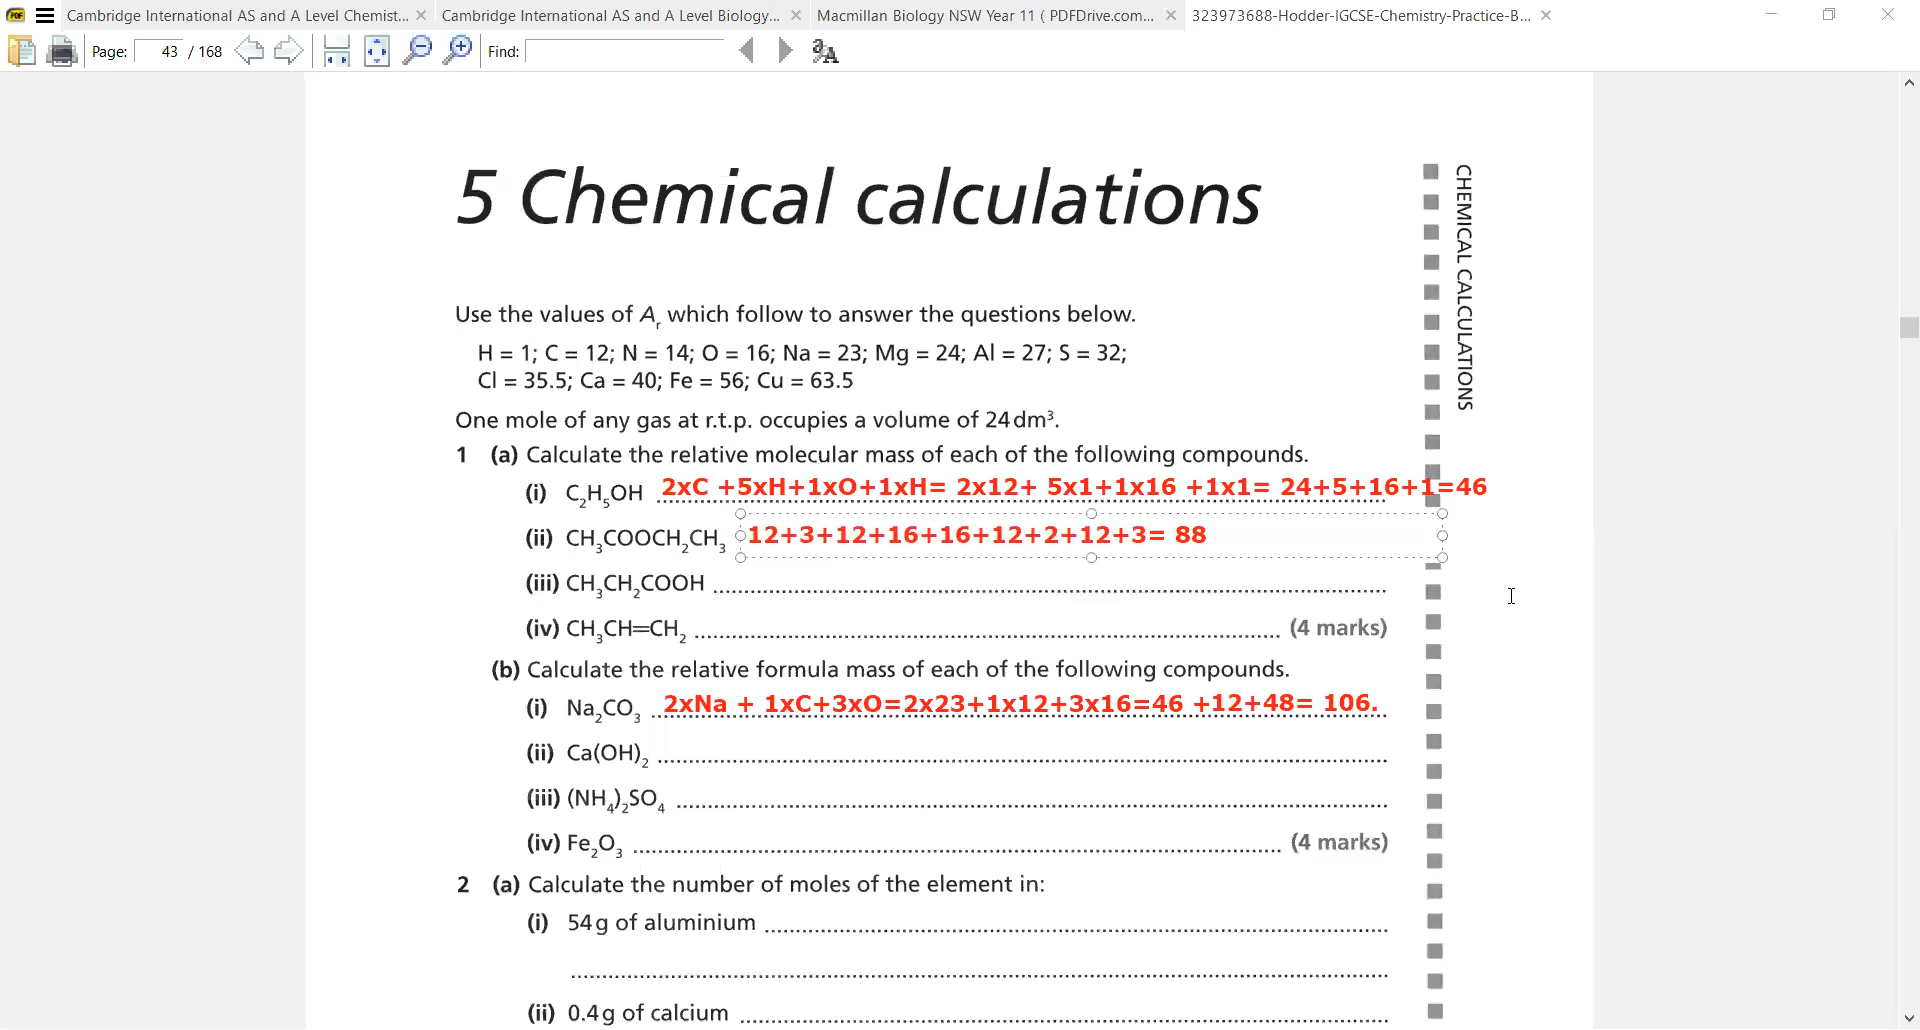 Cambridge International AS and A Level Chemist...
Cambridge International AS and A Level Biology...
Macmillan Biology NSW Year 11 ( PDFDrive.com...
323973688-Hodder-IGCSE-Chemistry-Practice-B...
Page: 43 / 168 Find:
5 Chemical calculations
CHEMICAL CALCULATIONS
Use the values of Aᵣ which follow to answer the questions below.
H = 1; C = 12; N = 14; O = 16; Na = 23; Mg = 24; Al = 27; S = 32;
Cl = 35.5; Ca = 40; Fe = 56; Cu = 63.5
One mole of any gas at r.t.p. occupies a volume of 24 dm³.
1 (a) Calculate the relative molecular mass of each of the following compounds.
(i) C₂H₅OH 2xC +5xH+1xO+1xH= 2x12+ 5x1+1x16 +1x1= 24+5+16+1=46
(ii) CH₃COOCH₂CH₃ 12+3+12+16+16+12+2+12+3= 88
(iii) CH₃CH₂COOH
(iv) CH₃CH=CH₂ (4 marks)
(b) Calculate the relative formula mass of each of the following compounds.
(i) Na₂CO₃ 2xNa + 1xC+3xO=2x23+1x12+3x16=46 +12+48= 106.
(ii) Ca(OH)₂
(iii) (NH₄)₂SO₄
(iv) Fe₂O₃ (4 marks)
2 (a) Calculate the number of moles of the element in:
(i) 54 g of aluminium
(ii) 0.4 g of calcium